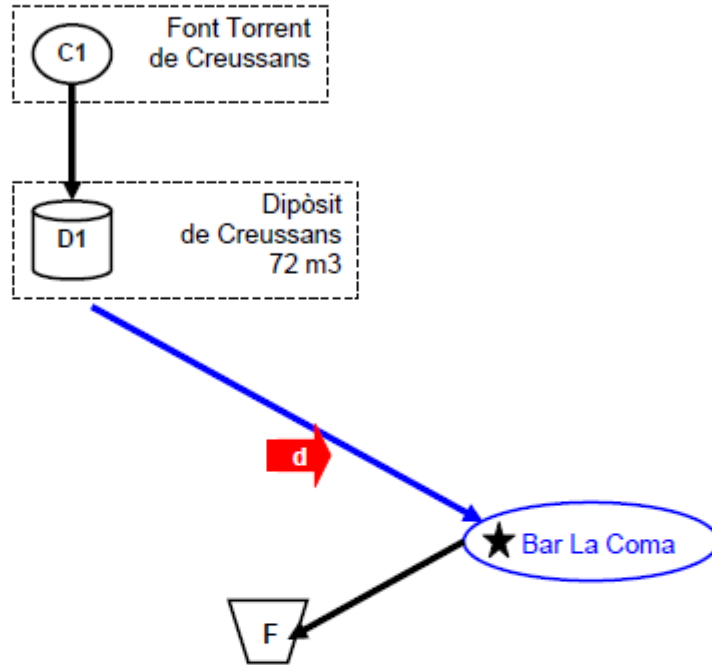 C1
Font Torrent
de Creussans
D1
Dipòsit
de Creussans
72 m3
d
Bar La Coma
F